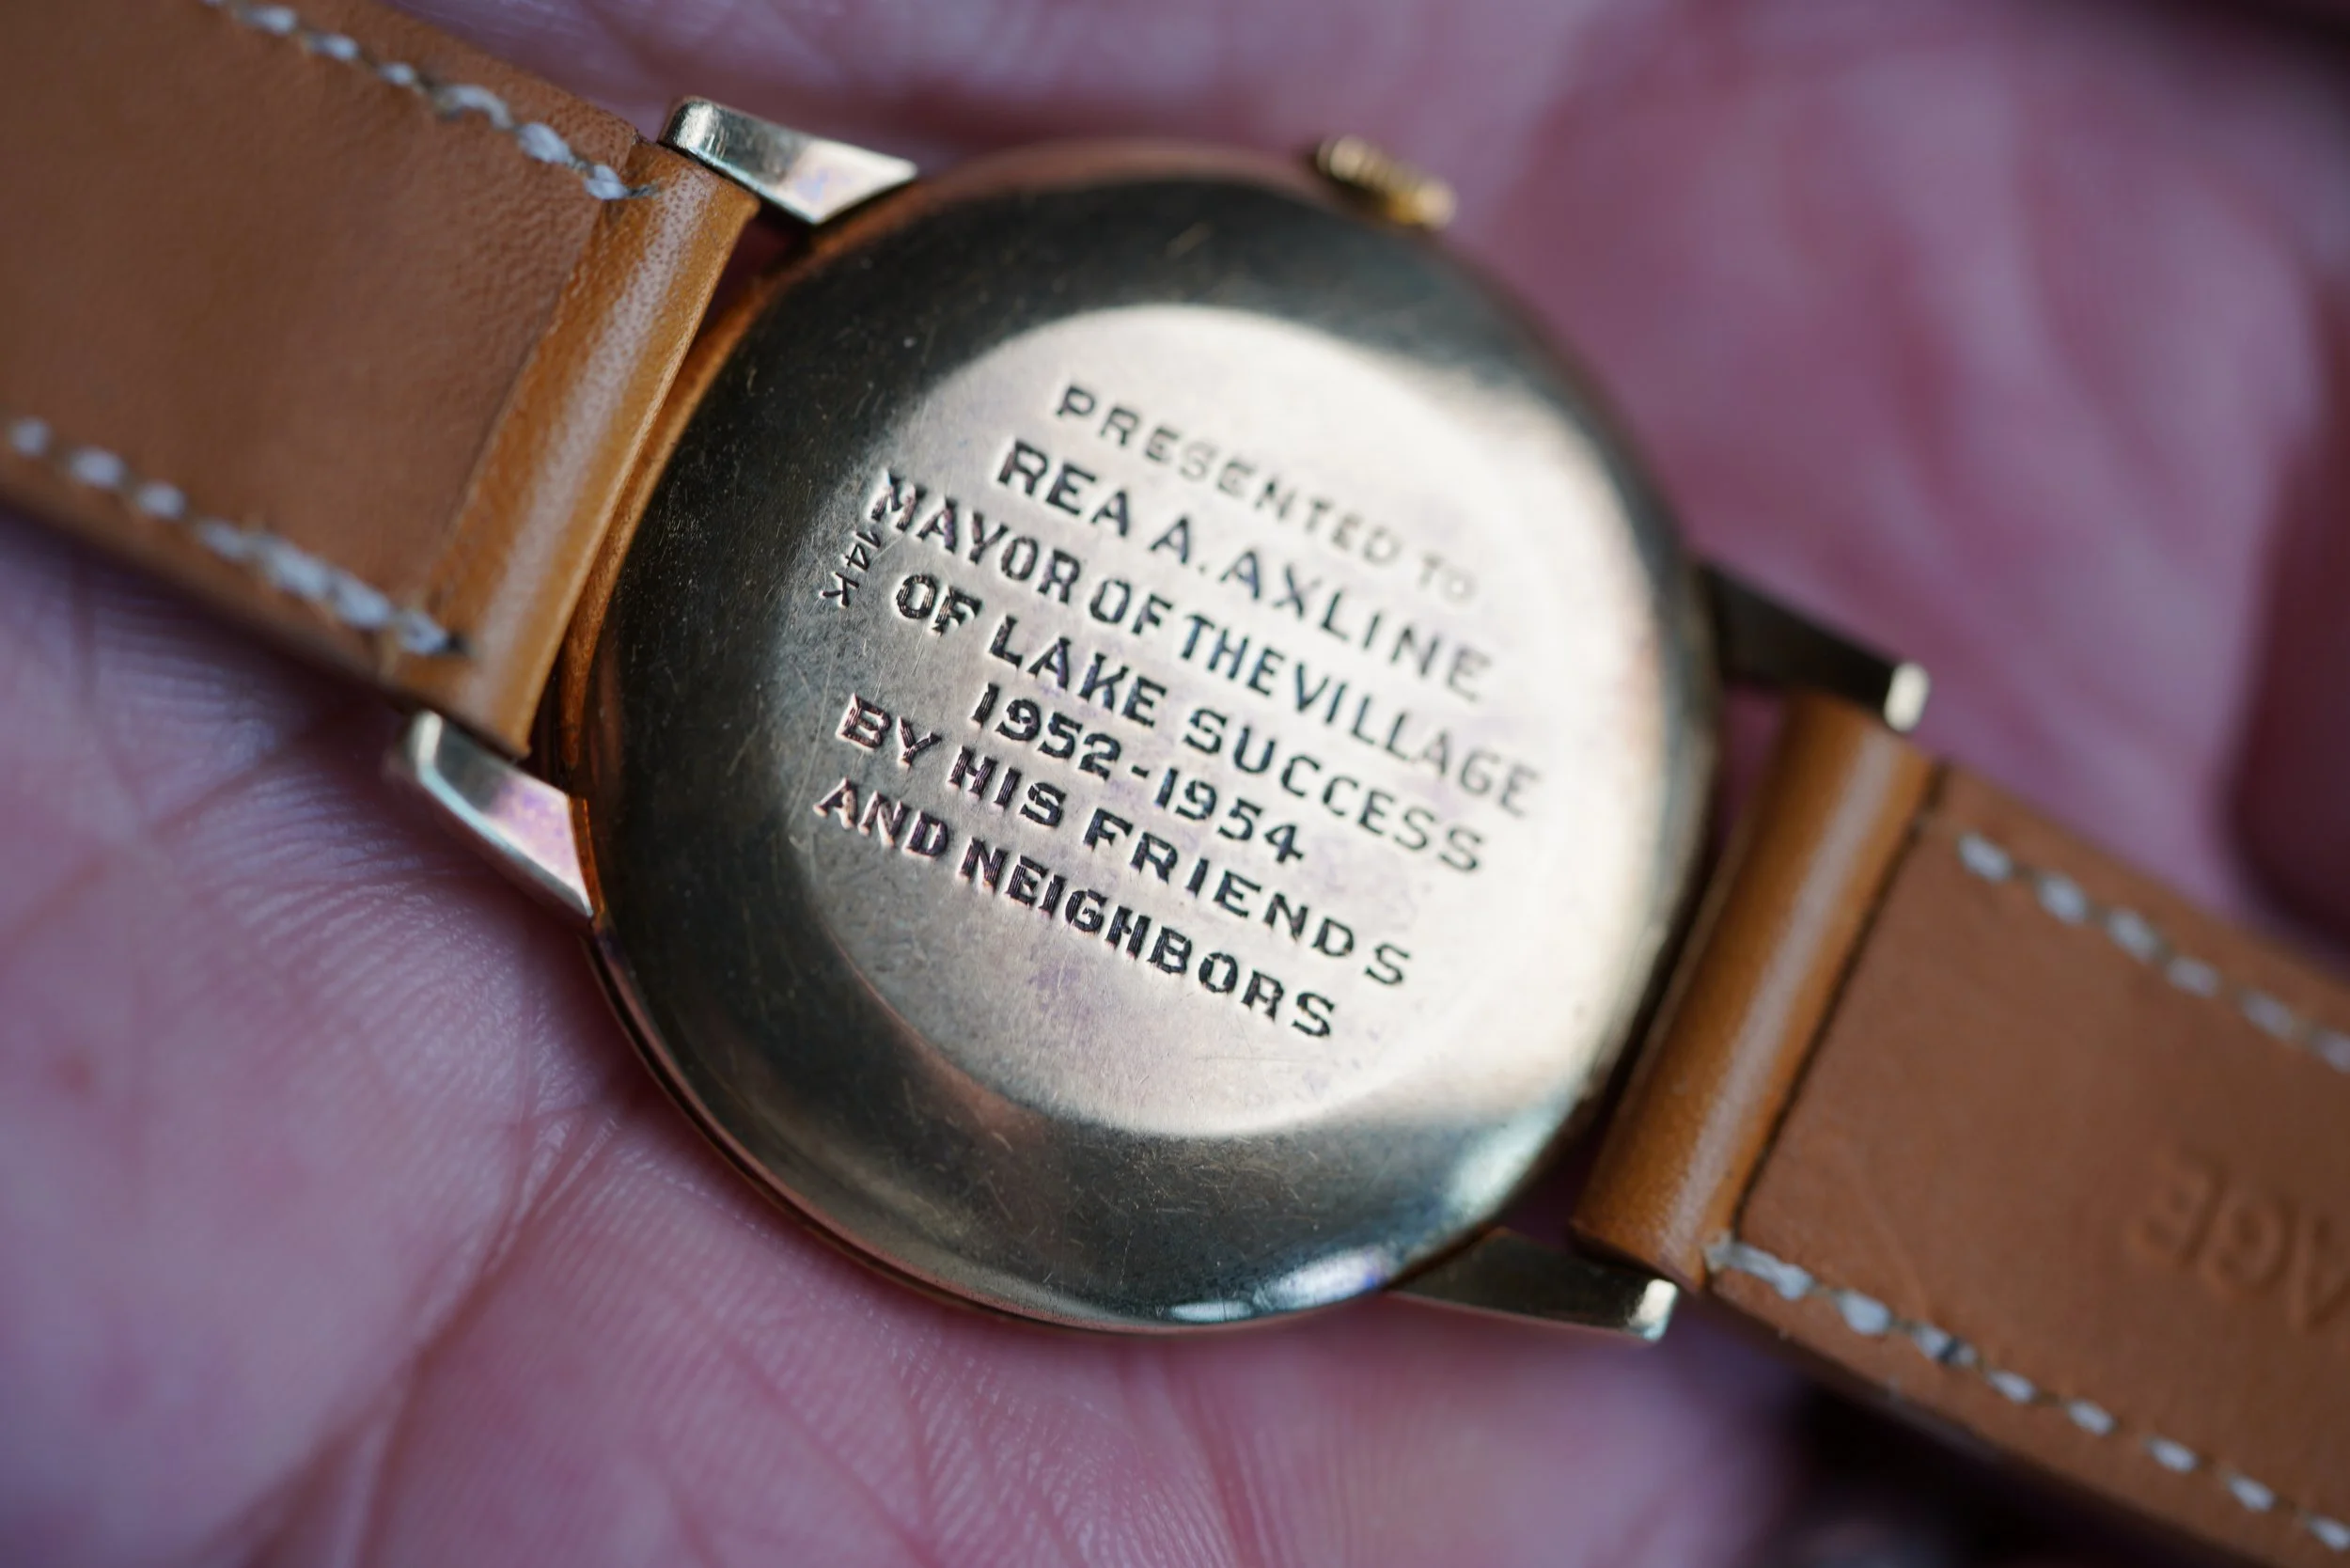 PRESENTED TO
REA A. AXLINE
MAYOR OF THE VILLAGE
OF LAKE SUCCESS
1952-1954
BY HIS FRIENDS
AND NEIGHBORS
14K